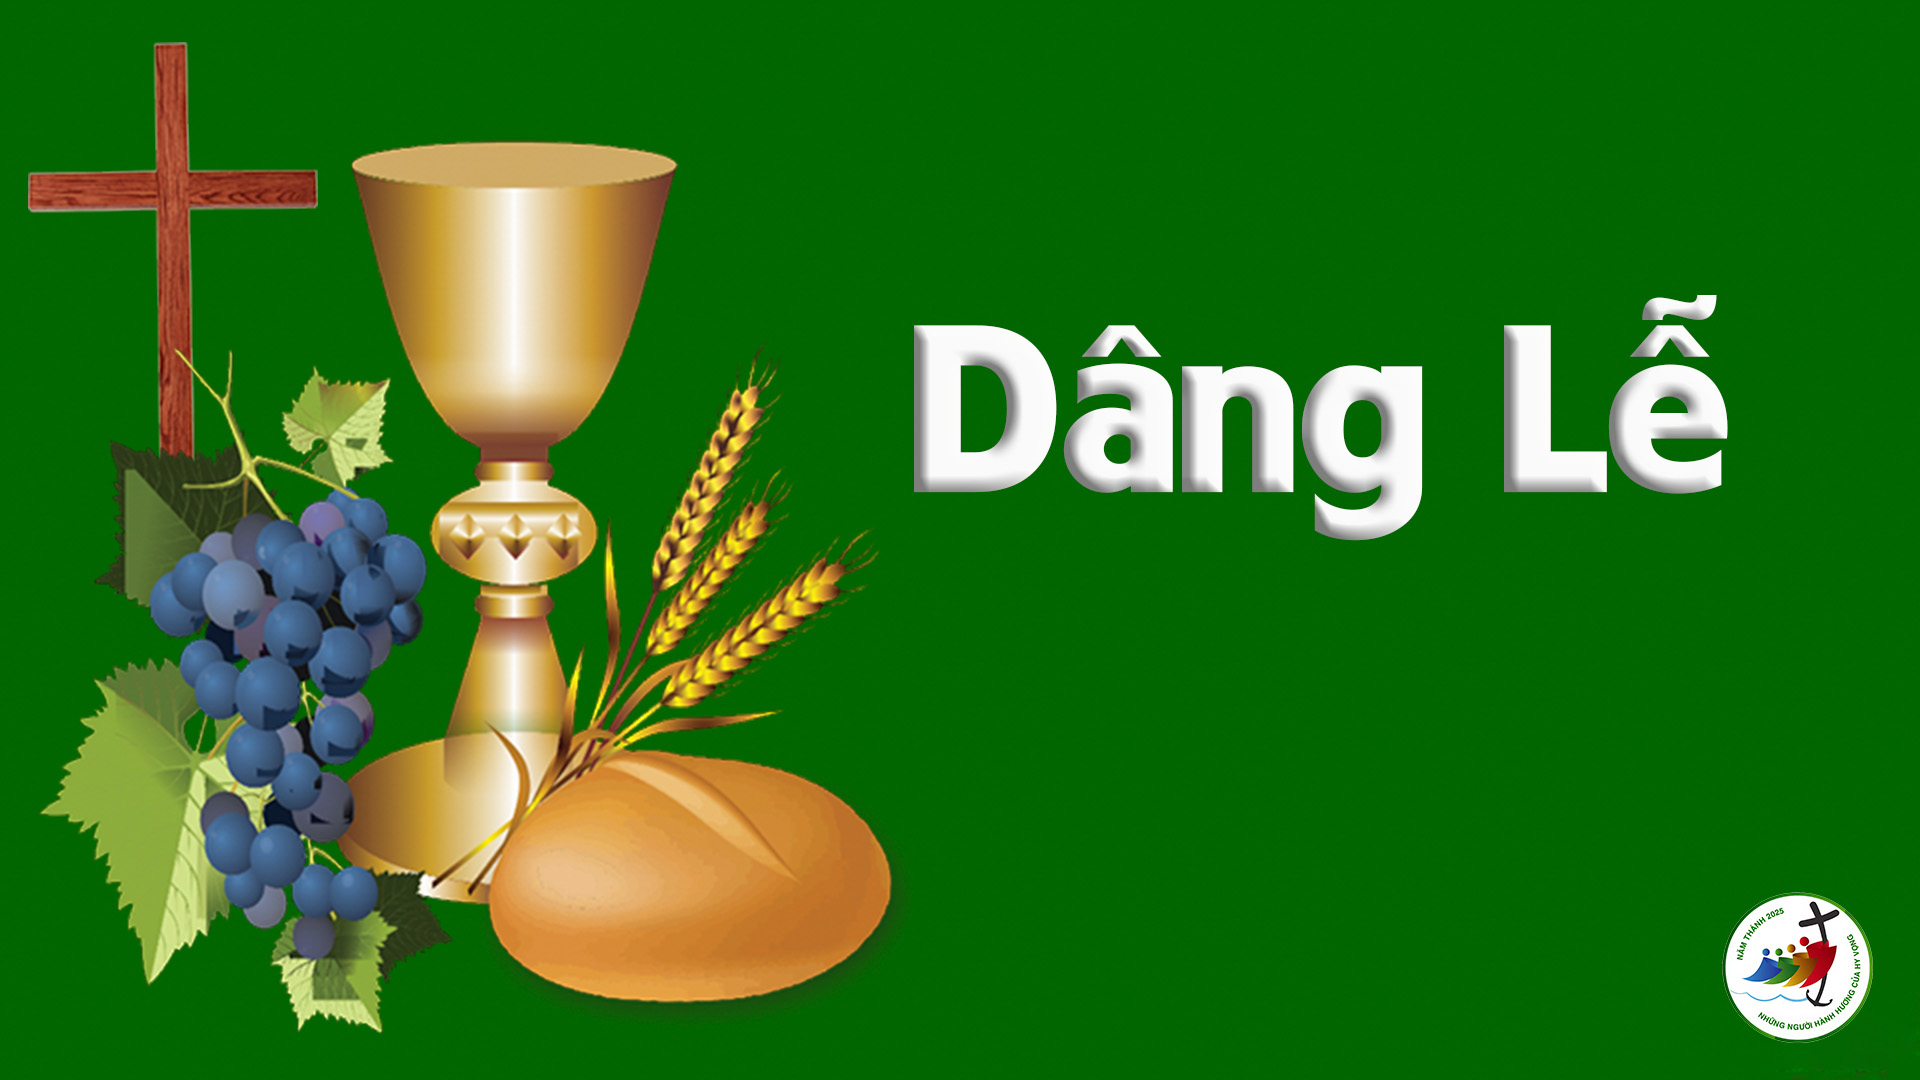 Dâng Lễ
NĂM THÁNH 2025
NHỮNG NGƯỜI HÀNH HƯƠNG CỦA HY VỌNG